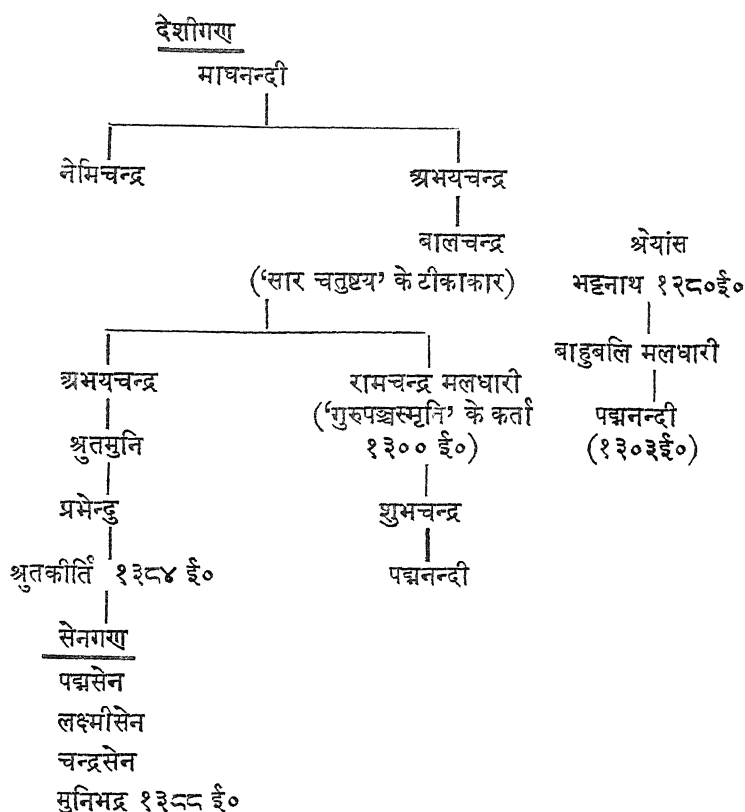 देशीगण
माघनन्दी
नेमिचन्द्र अभयचन्द्र
बालचन्द्र श्रेयांस
('सार चतुष्टय' के टीकाकार) भट्टनाथ १२८०ई०
बाहुबलि मलधारी
अभयचन्द्र रामचन्द्र मलधारी
('गुरुपञ्चस्मृनि' के कर्ता पद्मनन्दी
श्रुतमुनि १३०० ई०) (१३०३ई०)
प्रभेन्दु शुभचन्द्र
श्रुतकीर्ति १३८४ ई० पद्मनन्दी
सेनगण
पद्मसेन
लक्ष्मीसेन
चन्द्रसेन
मुनिभद्र १३८८ ई०